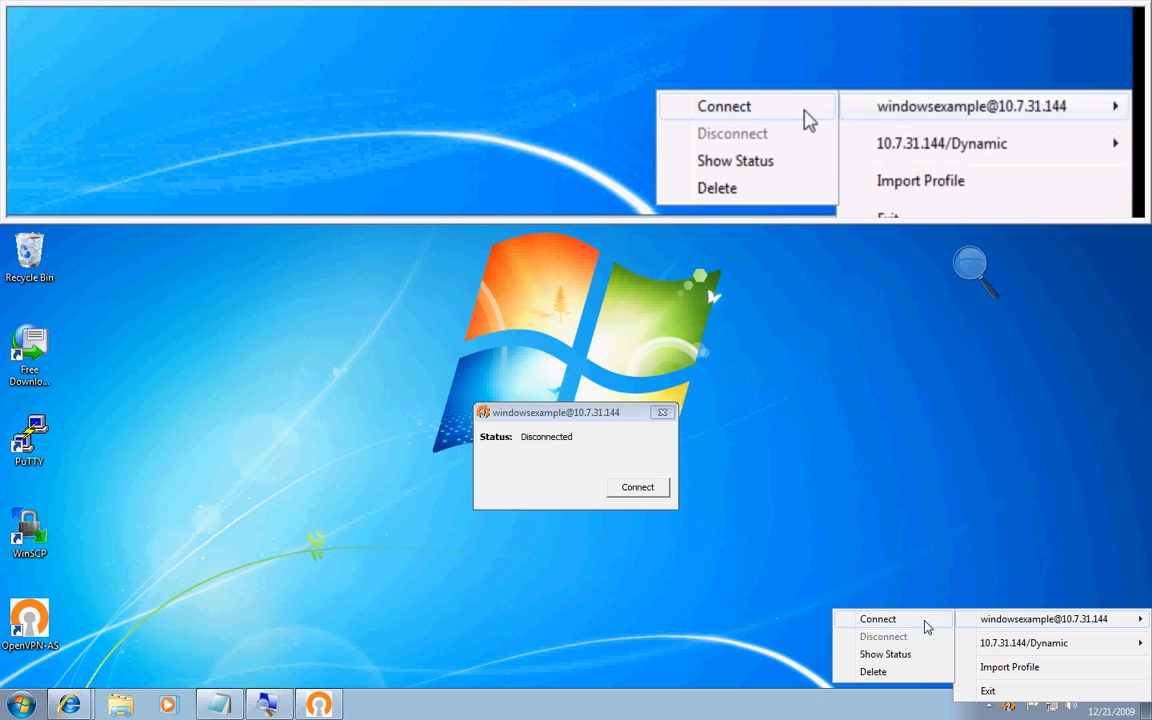 Connect
windowsexample@10.7.31.144
Disconnect
10.7.31.144/Dynamic
Show Status
Import Profile
Delete
Recycle Bin
Free
Downlo...
PuTTY
WinSCP
OpenVPN-AS
windowsexample@10.7.31.144
Status: Disconnected
Connect
Connect
windowsexample@10.7.31.144
Disconnect
10.7.31.144/Dynamic
Show Status
Import Profile
Delete
Exit
12/21/2009